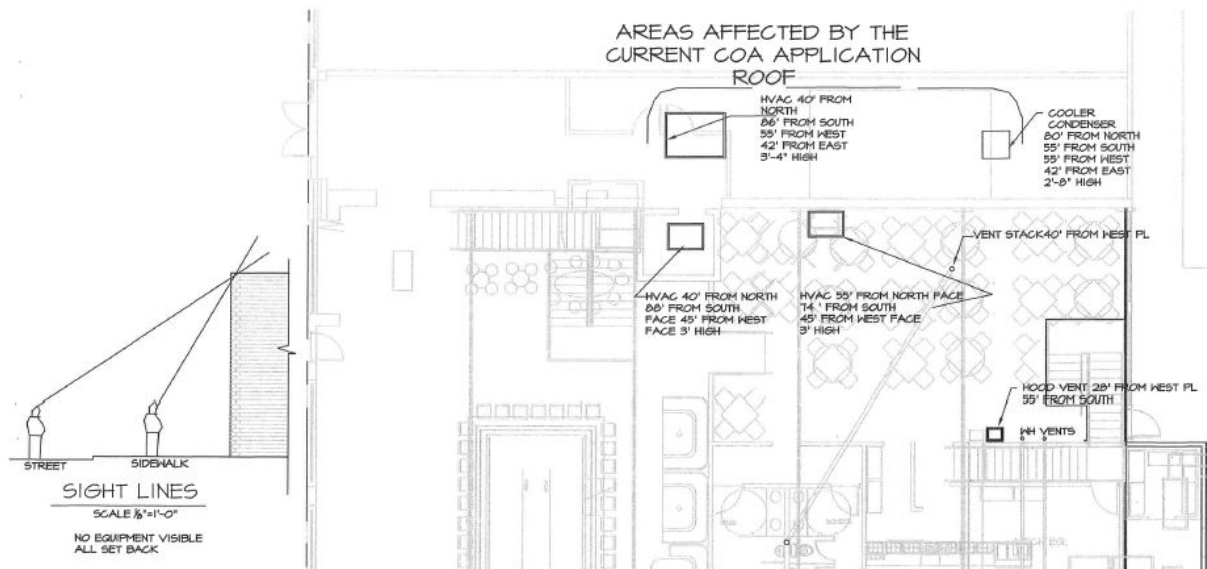 AREAS AFFECTED BY THE
CURRENT COA APPLICATION
ROOF
HVAC 40' FROM
NORTH
86' FROM SOUTH
55' FROM WEST
42' FROM EAST
3'-4" HIGH
COOLER
CONDENSER
80' FROM NORTH
55' FROM SOUTH
55' FROM WEST
42' FROM EAST
2'-8" HIGH
VENT STACK40' FROM WEST PL
HVAC 40' FROM NORTH
88' FROM SOUTH
FACE 45' FROM WEST
FACE 3' HIGH
HVAC 55' FROM NORTH FACE
74 ' FROM SOUTH
45' FROM WEST FACE
3' HIGH
HOOD VENT 28' FROM WEST PL
55' FROM SOUTH
WH VENTS
STREET
SIDEWALK
SIGHT LINES
SCALE ⅛"=1'-0"
NO EQUIPMENT VISIBLE
ALL SET BACK